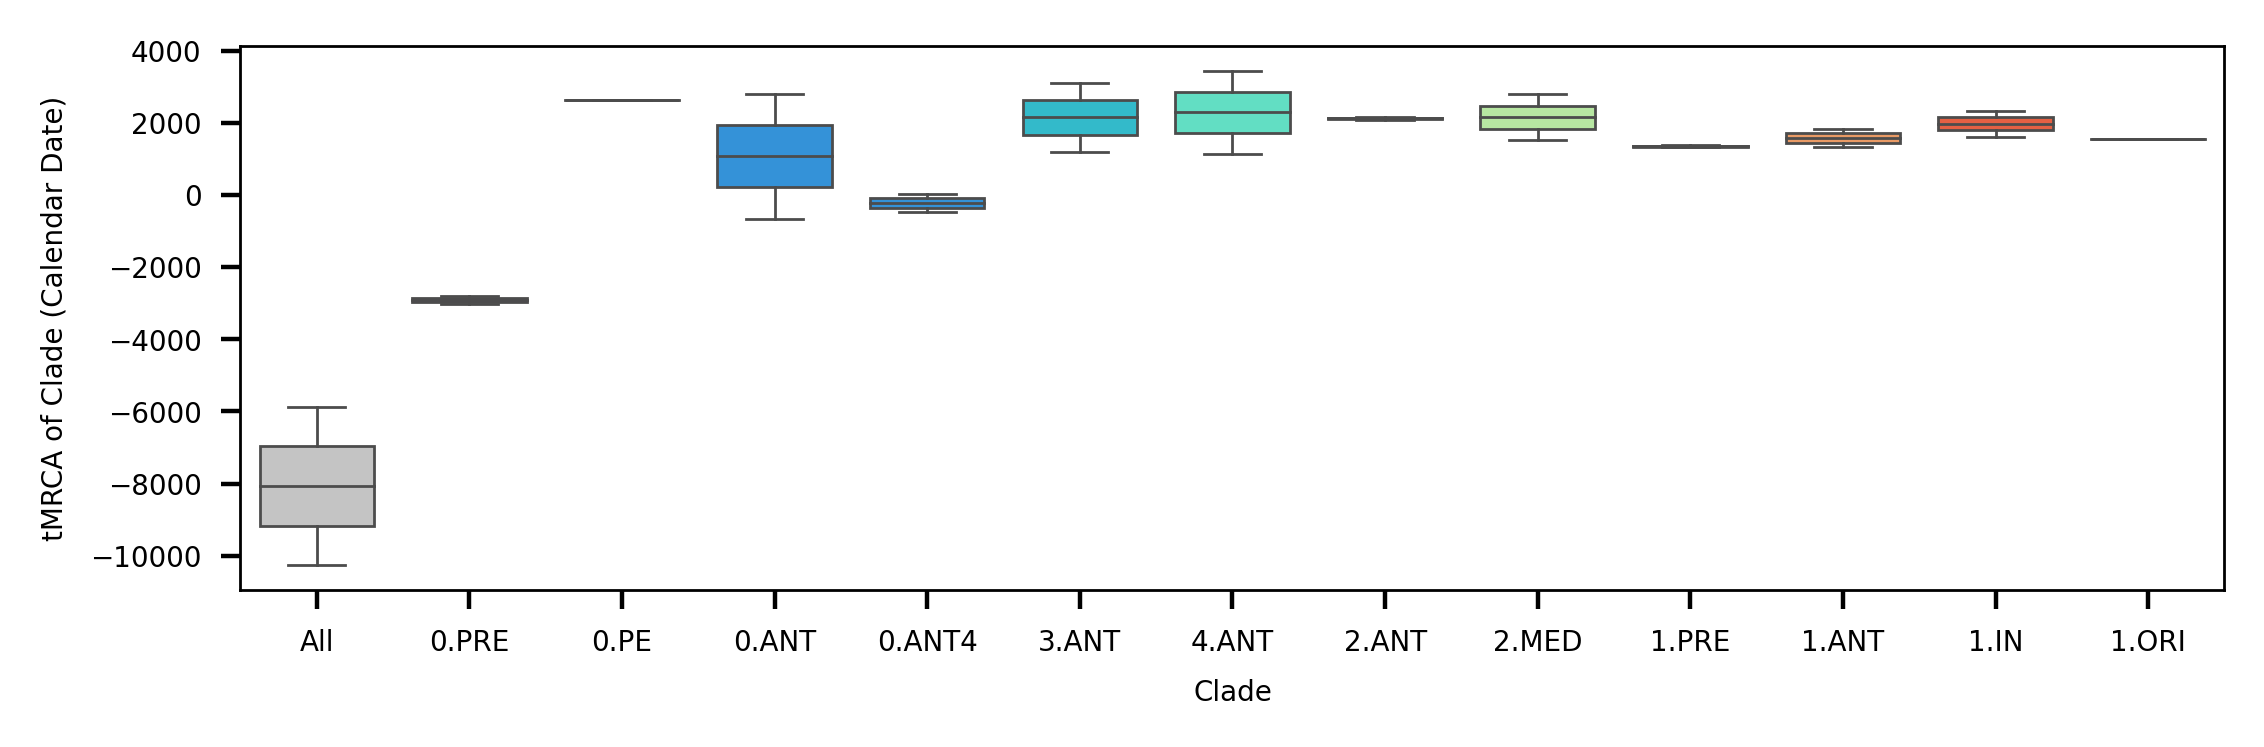 tMRCA of Clade (Calendar Date)
4000
2000
0
−2000
−4000
−6000
−8000
−10000
All 0.PRE 0.PE 0.ANT 0.ANT4 3.ANT 4.ANT 2.ANT 2.MED 1.PRE 1.ANT 1.IN 1.ORI
Clade